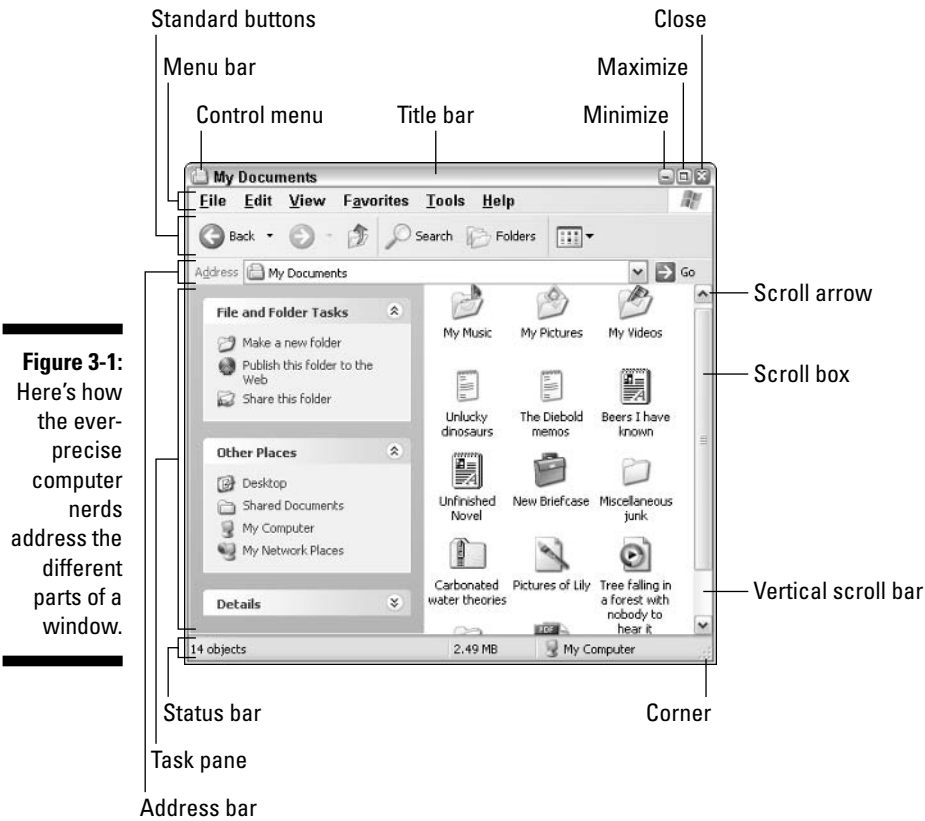 Standard buttons
Close
Menu bar
Maximize
Control menu
Title bar
Minimize
My Documents
File Edit View Favorites Tools Help
Back Search Folders
Address My Documents Go
File and Folder Tasks
Make a new folder
Publish this folder to the
Web
Share this folder
Other Places
Desktop
Shared Documents
My Computer
My Network Places
Details
My Music My Pictures My Videos
Unlucky
dinosaurs
The Diebold
memos
Beers I have
known
Unfinished
Novel
New Briefcase
Miscellaneous
junk
Carbonated
water theories
Pictures of Lily
Tree falling in
a forest with
nobody to
hear it
PDF
14 objects 2.49 MB My Computer
Scroll arrow
Scroll box
Vertical scroll bar
Figure 3-1:
Here's how
the ever-
precise
computer
nerds
address the
different
parts of a
window.
Status bar
Corner
Task pane
Address bar